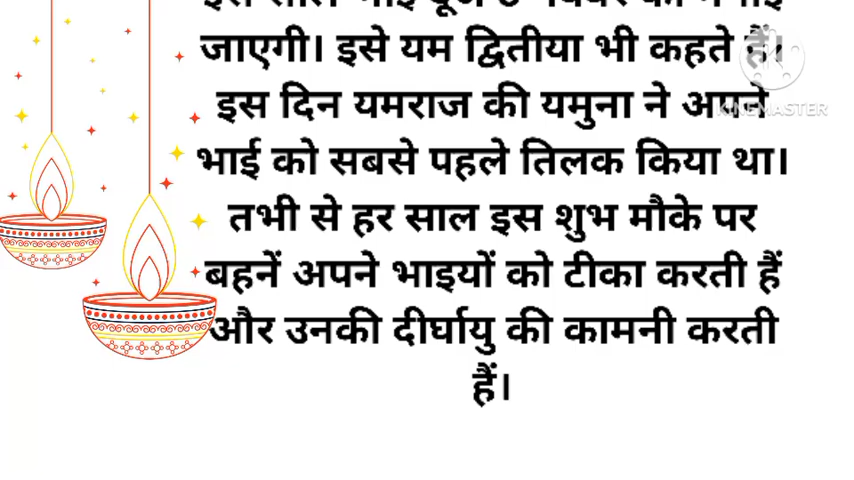 जाएगी। इसे यम द्वितीया भी कहते हैं।
इस दिन यमराज की यमुना ने अपने
भाई को सबसे पहले तिलक किया था।
तभी से हर साल इस शुभ मौके पर
बहनें अपने भाइयों को टीका करती हैं
और उनकी दीर्घायु की कामनी करती
हैं।
KINEMASTER